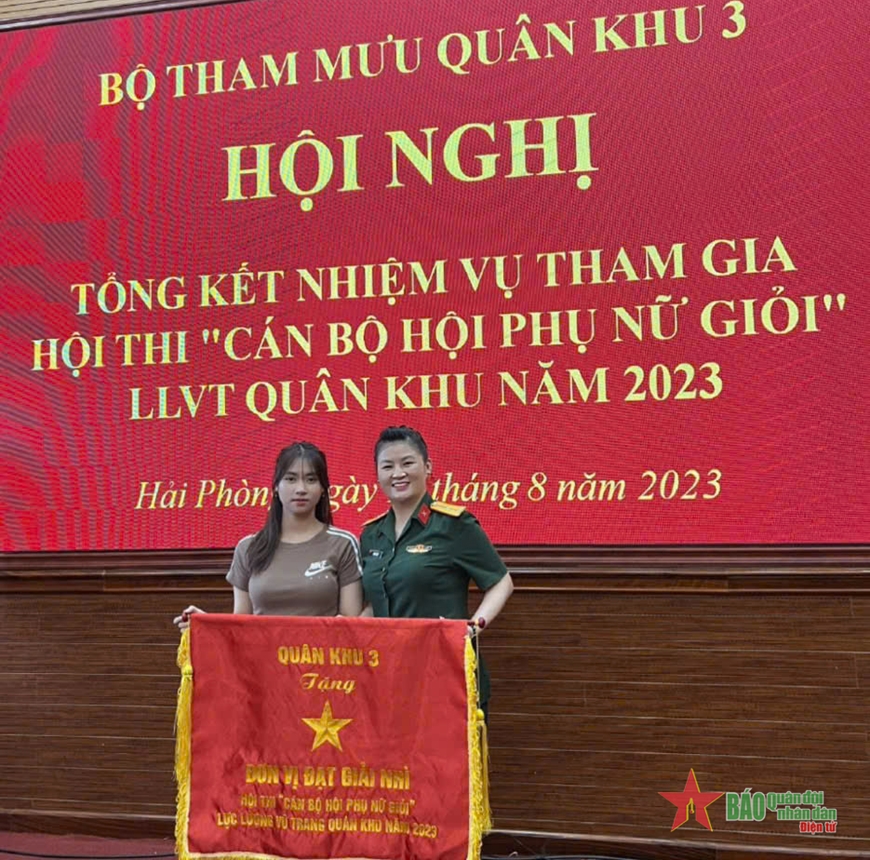 BỘ THAM MƯU QUÂN KHU 3
HỘI NGHỊ
TỔNG KẾT NHIỆM VỤ THAM GIA
HỘI THI "CÁN BỘ HỘI PHỤ NỮ GIỎI"
LLVT QUÂN KHU NĂM 2023
Hải Phòng tháng 8 năm 2023
QUÂN KHU 3
Tặng
ĐƠN VỊ ĐẠT GIẢI NHÌ
HỘI THI "CÁN BỘ HỘI PHỤ NỮ GIỎI"
LỰC LƯỢNG VŨ TRANG QUÂN KHU NĂM 2023
BÁO Quân đội
nhân dân
Điện tử